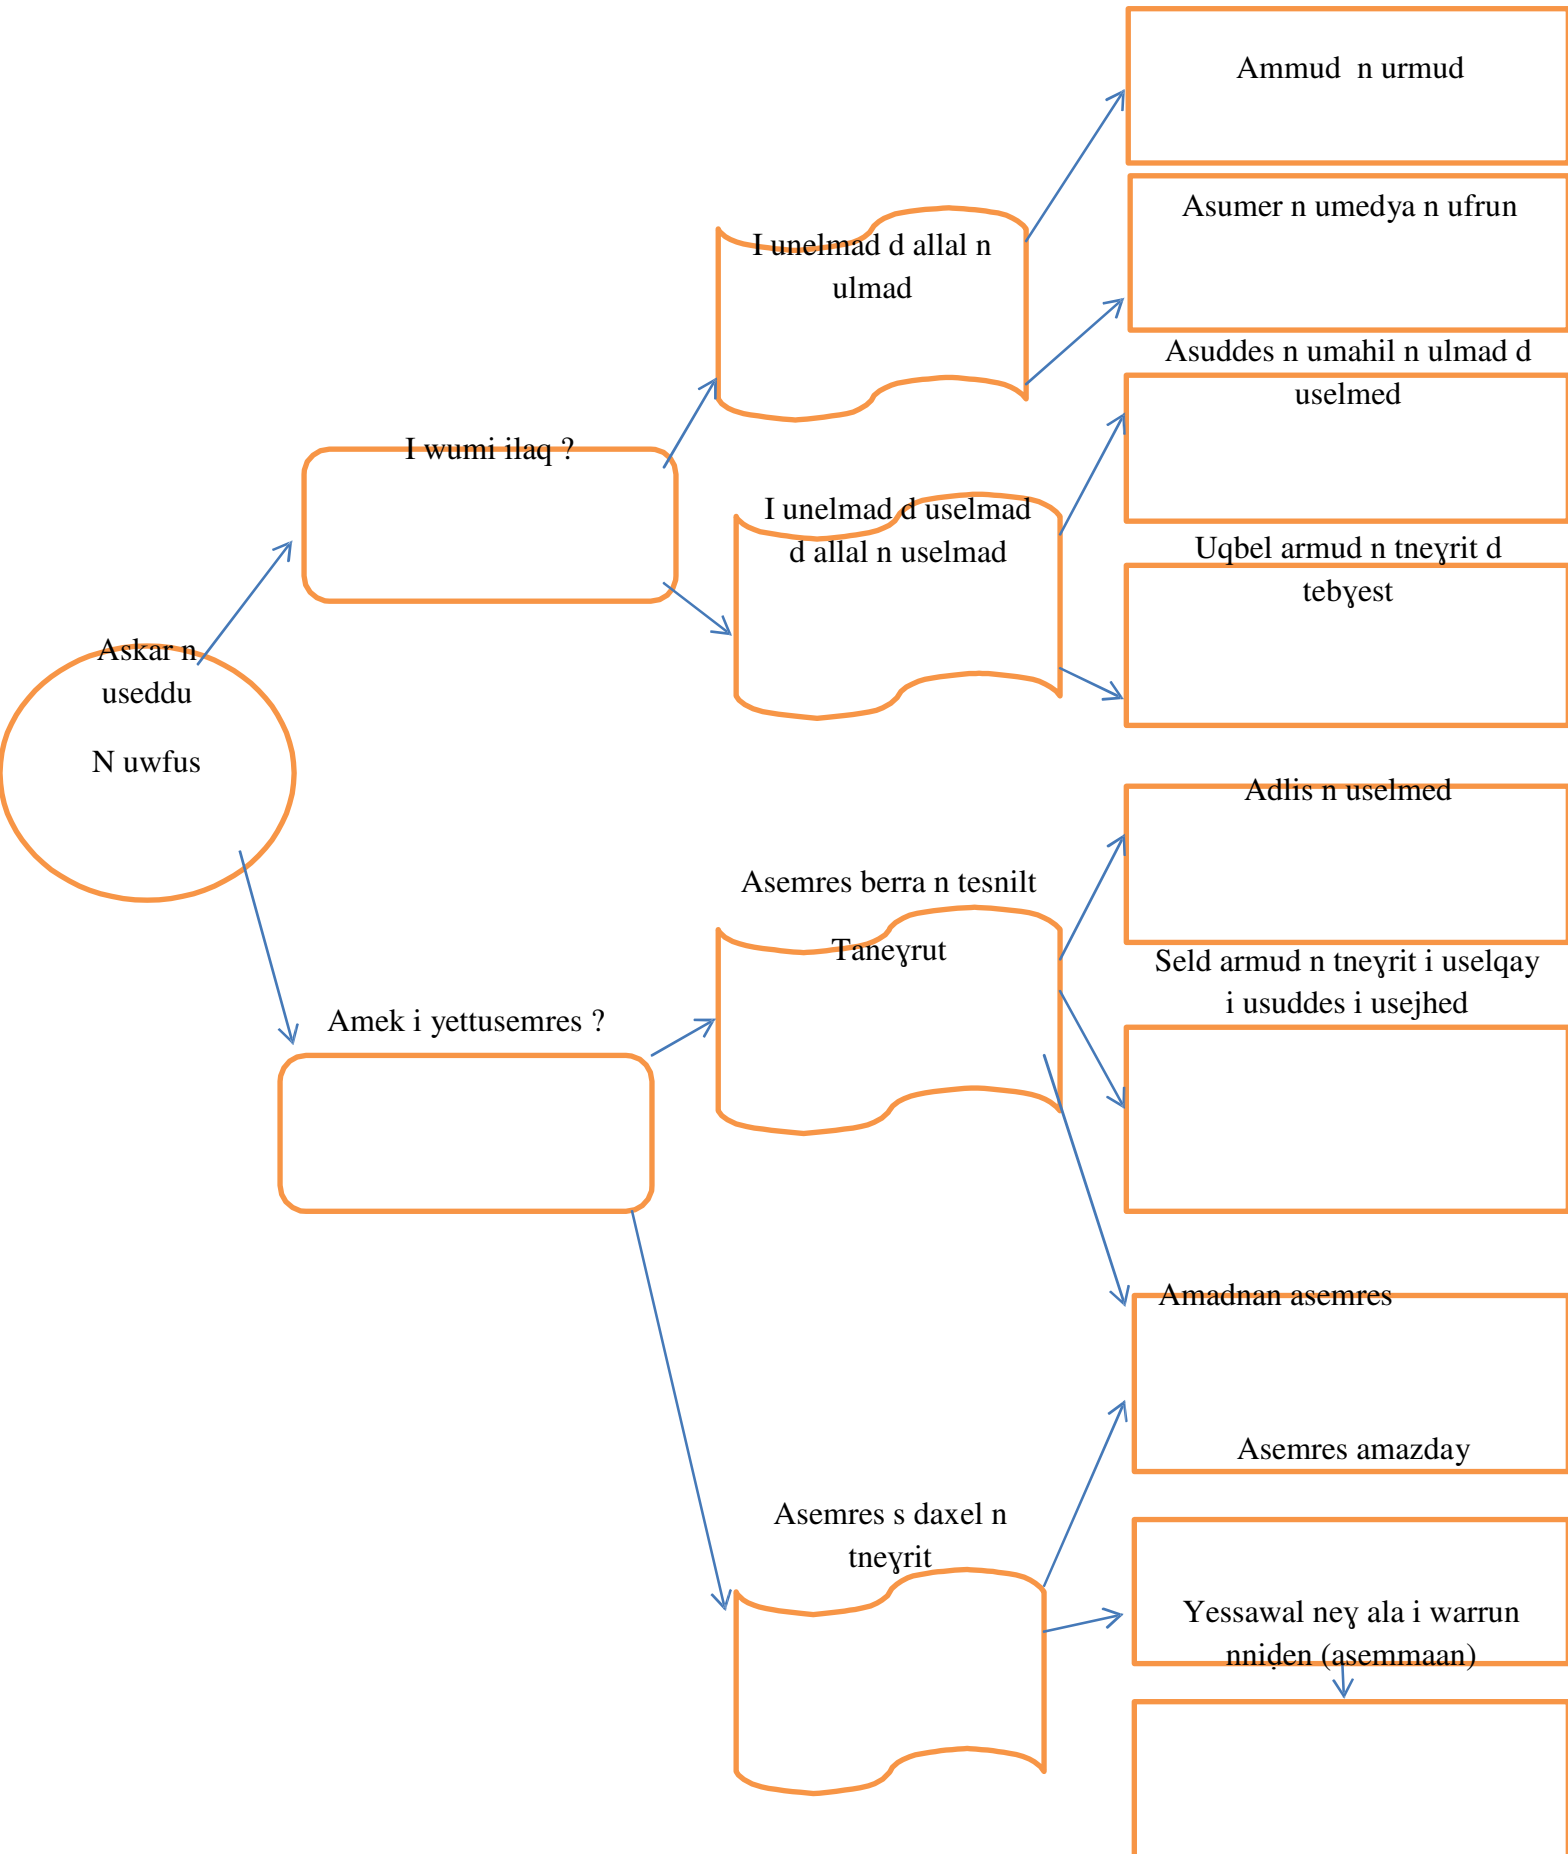 Ammud n urmud
Asumer n umedya n ufrun
I unelmad d allal n
ulmad
Asuddes n umahil n ulmad d
uselmed
I wumi ilaq ?
I unelmad d uselmad
d allal n uselmad
Uqbel armud n tneɣrit d
tebɣest
Askar n
useddu
N uwfus
Adlis n uselmed
Asemres berra n tesnilt
Taneɣrut
Seld armud n tneɣrit i uselqay
i usuddes i usejhed
Amek i yettusemres ?
Amadnan asemres
Asemres amazday
Asemres s daxel n
tneɣrit
Yessawal neɣ ala i warrun
nniḍen (asemmaan)